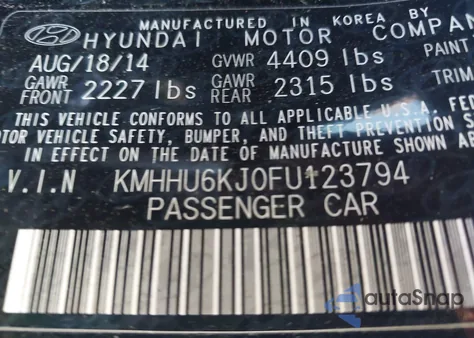 MANUFACTURED IN KOREA BY
HYUNDAI MOTOR COMPANY
AUG/18/14 GVWR 4409 lbs PAINT
GAWR FRONT 2227 lbs GAWR REAR 2315 lbs TRIM
THIS VEHICLE CONFORMS TO ALL APPLICABLE U.S.A. FED
MOTOR VEHICLE SAFETY, BUMPER, AND THEFT PREVENTION ST
IN EFFECT ON THE DATE OF MANUFACTURE SHOWN AB
V.I.N KMHHU6KJ0FU123794
PASSENGER CAR
autoSnap